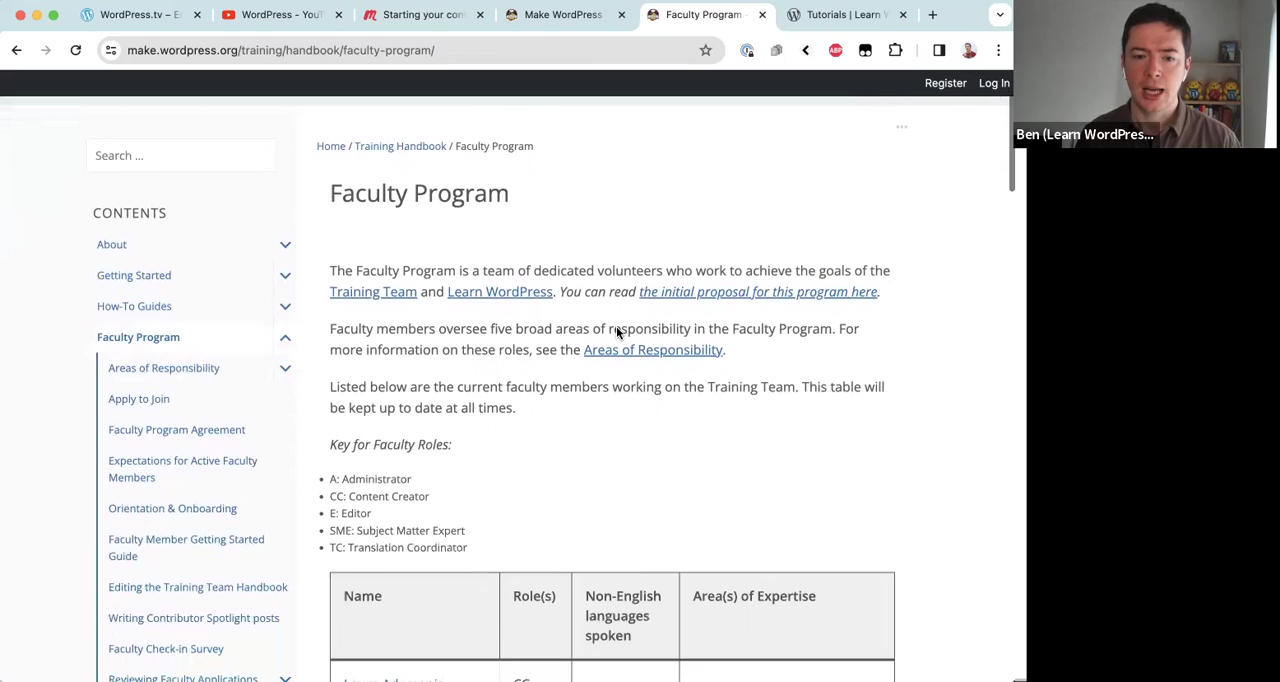 WordPress.tv – E
WordPress - YouT
Starting your con
Make WordPress
Faculty Program -
Tutorials | Learn W
make.wordpress.org/training/handbook/faculty-program/
ABP
Register Log In
Ben (Learn WordPres...
Search ...
CONTENTS
About
Getting Started
How-To Guides
Faculty Program
Areas of Responsibility
Apply to Join
Faculty Program Agreement
Expectations for Active Faculty
Members
Orientation & Onboarding
Faculty Member Getting Started
Guide
Editing the Training Team Handbook
Writing Contributor Spotlight posts
Faculty Check-in Survey
Reviewing Faculty Applications
Home / Training Handbook / Faculty Program
Faculty Program
The Faculty Program is a team of dedicated volunteers who work to achieve the goals of the
Training Team and Learn WordPress. You can read the initial proposal for this program here.
Faculty members oversee five broad areas of responsibility in the Faculty Program. For
more information on these roles, see the Areas of Responsibility.
Listed below are the current faculty members working on the Training Team. This table will
be kept up to date at all times.
Key for Faculty Roles:
• A: Administrator
• CC: Content Creator
• E: Editor
• SME: Subject Matter Expert
• TC: Translation Coordinator
Name
Role(s)
Non-English
languages
spoken
Area(s) of Expertise